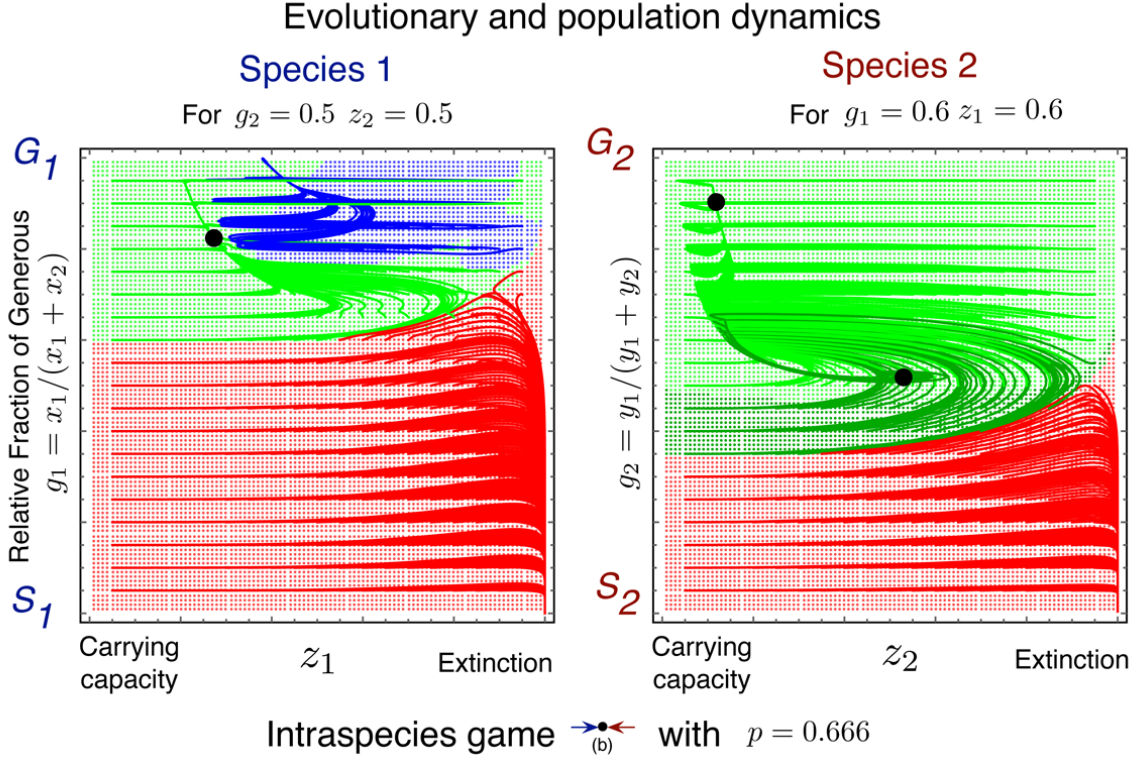 Evolutionary and population dynamics
Species 1
Species 2
For g₂ = 0.5 z₂ = 0.5
For g₁ = 0.6 z₁ = 0.6
G₁
G₂
Relative Fraction of Generous
g₁ = x₁/(x₁ + x₂)
g₂ = y₁/(y₁ + y₂)
S₁
S₂
Carrying capacity
z₁
Extinction
Carrying capacity
z₂
Extinction
Intraspecies game (b) with p = 0.666